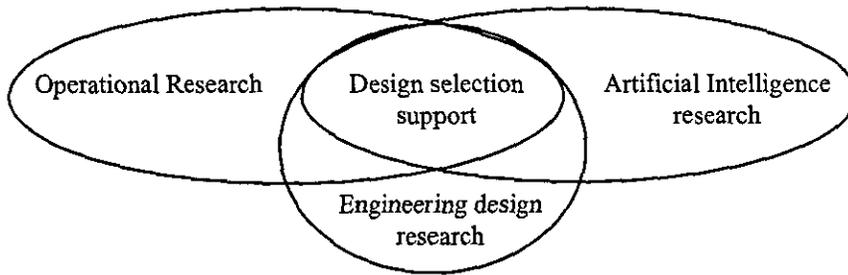 Operational Research
Design selection
support
Artificial Intelligence
research
Engineering design
research